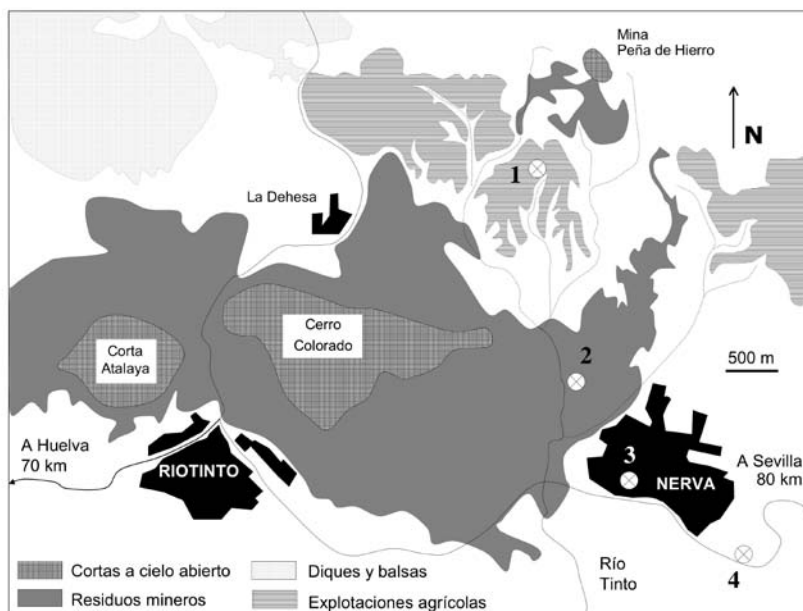 Mina
Peña de Hierro
N
1
La Dehesa
Cerro
Colorado
Corta
Atalaya
500 m
2
A Huelva
70 km
RIOTINTO
3
NERVA
A Sevilla
80 km
Río
Tinto
4
Cortas a cielo abierto
Diques y balsas
Residuos mineros
Explotaciones agrícolas